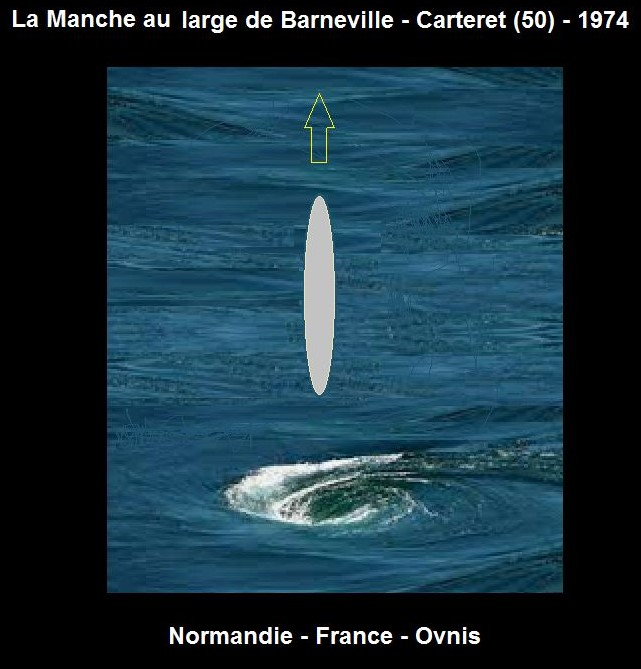 La Manche au large de Barneville - Carteret (50) - 1974
Normandie - France - Ovnis